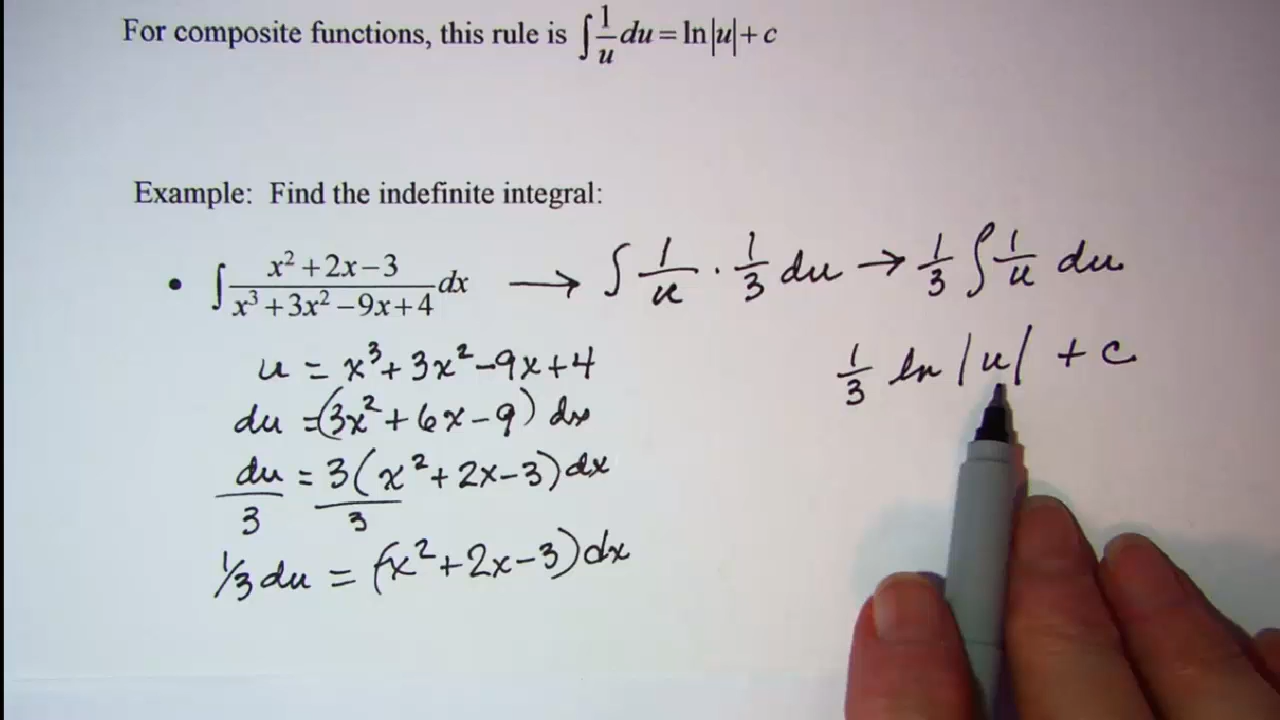 For composite functions, this rule is ∫ 1/u du = ln|u| + c
Example: Find the indefinite integral:
• ∫ (x² + 2x − 3)/(x³ + 3x² − 9x + 4) dx → ∫ 1/u · 1/3 du → 1/3 ∫ 1/u du
u = x³ + 3x² − 9x + 4
1/3 ln |u| + c
du = (3x² + 6x − 9) dx
du/3 = 3(x² + 2x − 3) dx/3
1/3 du = (x² + 2x − 3) dx